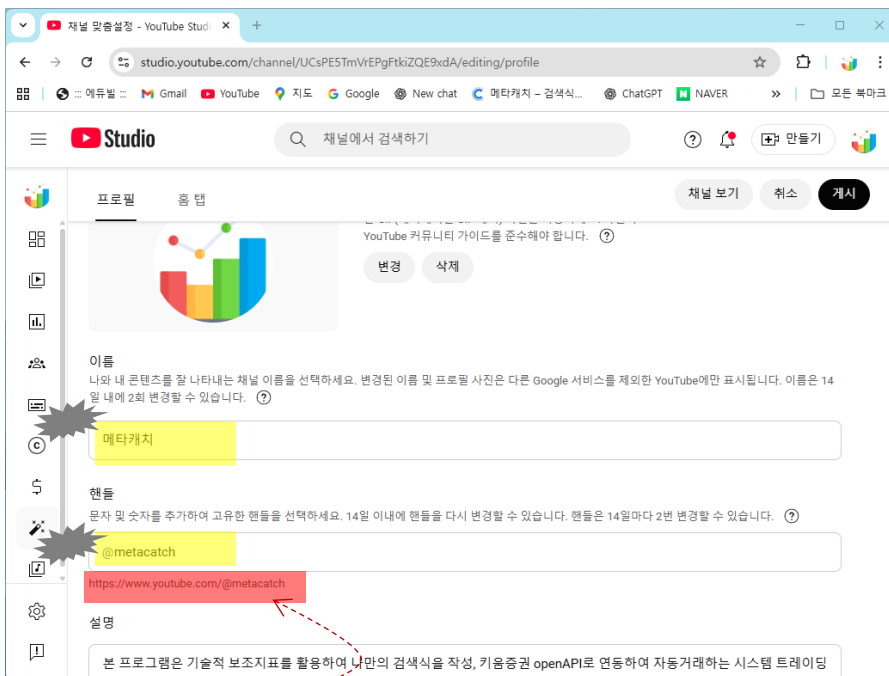 채널 맞춤설정 - YouTube Stud
studio.youtube.com/channel/UCsPE5TmVrEPgFtkiZQE9xdA/editing/profile
::: 에듀빌 ::: Gmail YouTube 지도 Google New chat 메타캐치 – 검색식... ChatGPT NAVER » 모든 북마크
Studio 채널에서 검색하기 만들기
프로필 홈 탭 채널 보기 취소 게시
YouTube 커뮤니티 가이드를 준수해야 합니다.
변경 삭제
이름
나와 내 콘텐츠를 잘 나타내는 채널 이름을 선택하세요. 변경된 이름 및 프로필 사진은 다른 Google 서비스를 제외한 YouTube에만 표시됩니다. 이름은 14
일 내에 2회 변경할 수 있습니다.
메타캐치
핸들
문자 및 숫자를 추가하여 고유한 핸들을 선택하세요. 14일 이내에 핸들을 다시 변경할 수 있습니다. 핸들은 14일마다 2번 변경할 수 있습니다.
@metacatch
https://www.youtube.com/@metacatch
설명
본 프로그램은 기술적 보조지표를 활용하여 나만의 검색식을 작성, 키움증권 openAPI로 연동하여 자동거래하는 시스템 트레이딩